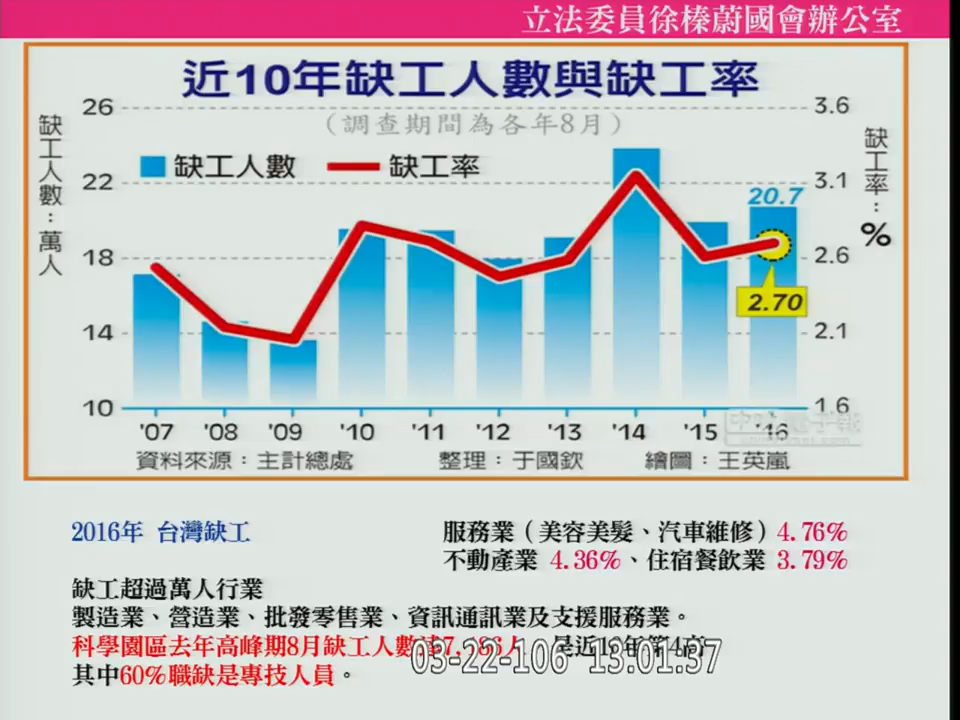 立法委員徐榛蔚國會辦公室
近10年缺工人數與缺工率
(調查期間為各年8月)
缺工人數:萬人
缺工率:%
缺工人數 缺工率
26 3.6
22 3.1
18 2.6
14 2.1
10 1.6
20.7
2.70
'07 '08 '09 '10 '11 '12 '13 '14 '15 '16
資料來源:主計總處 整理:于國欽 繪圖:王英嵐
2016年 台灣缺工
服務業(美容美髮、汽車維修)4.76%
不動產業 4.36%、住宿餐飲業 3.79%
缺工超過萬人行業
製造業、營造業、批發零售業、資訊通訊業及支援服務業。
科學園區去年高峰期8月缺工人數 是近10年第4高
03-22-106 13:01:37
其中60%職缺是專技人員。